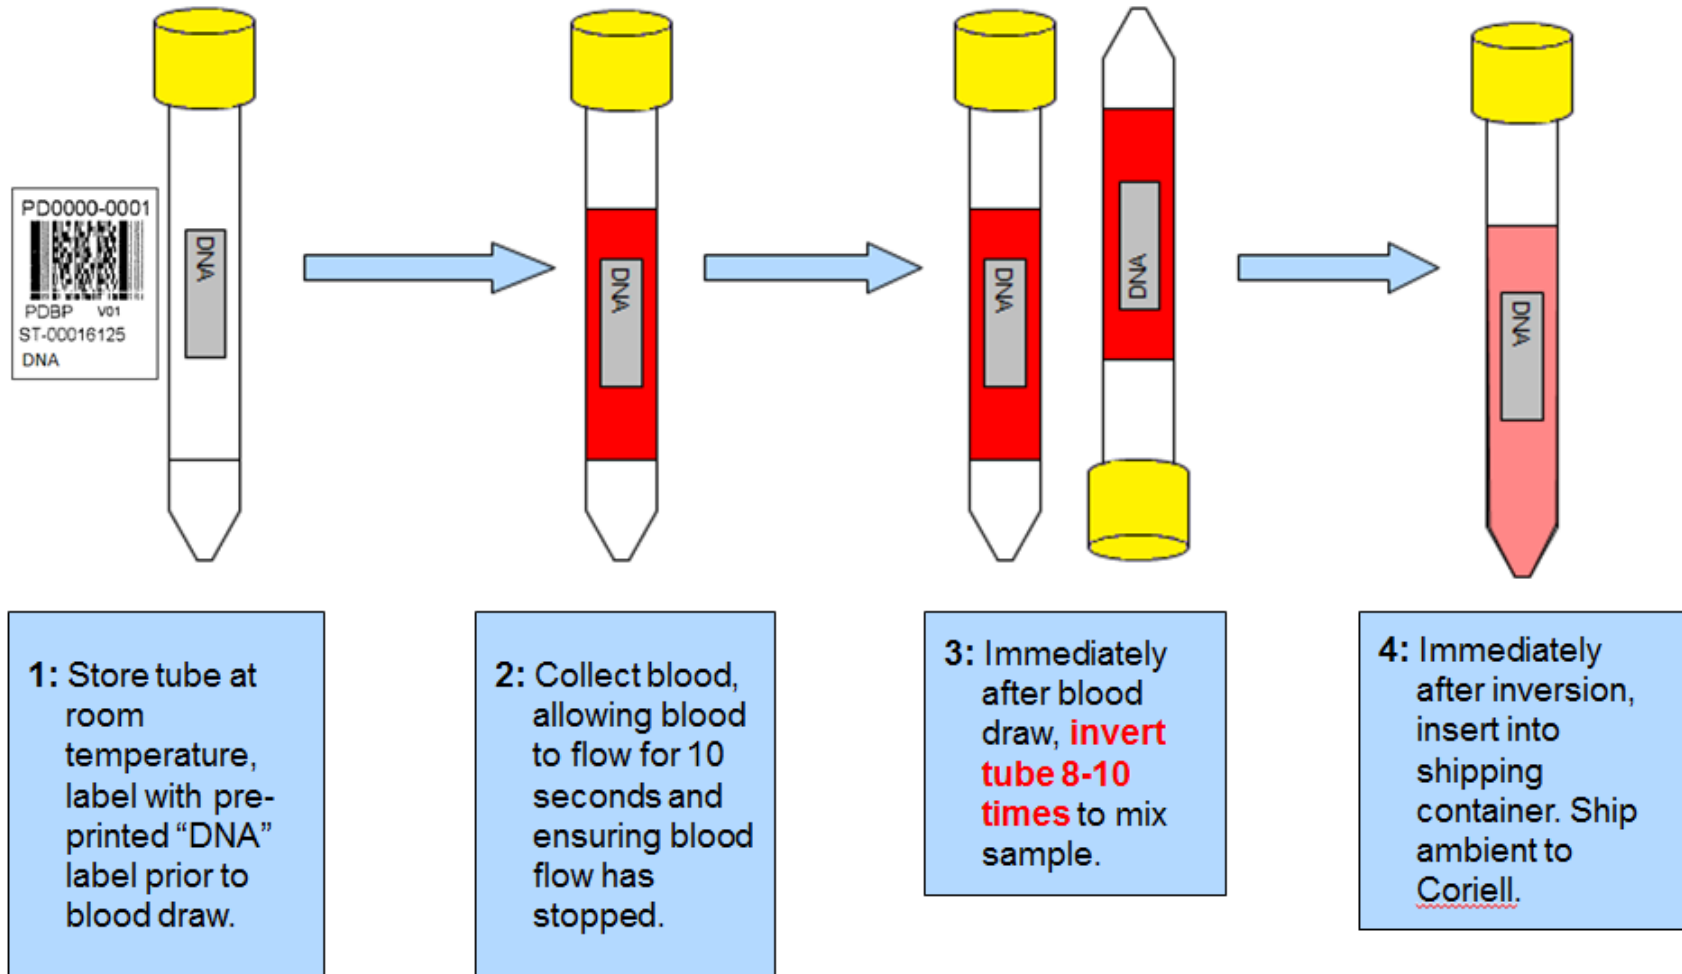 PD0000-0001
PDBP V01
ST-00016125
DNA
DNA
DNA
DNA
DNA
DNA
1: Store tube at
room
temperature,
label with pre-
printed “DNA”
label prior to
blood draw.
2: Collect blood,
allowing blood
to flow for 10
seconds and
ensuring blood
flow has
stopped.
3: Immediately
after blood
draw, invert
tube 8-10
times to mix
sample.
4: Immediately
after inversion,
insert into
shipping
container. Ship
ambient to
Coriell.